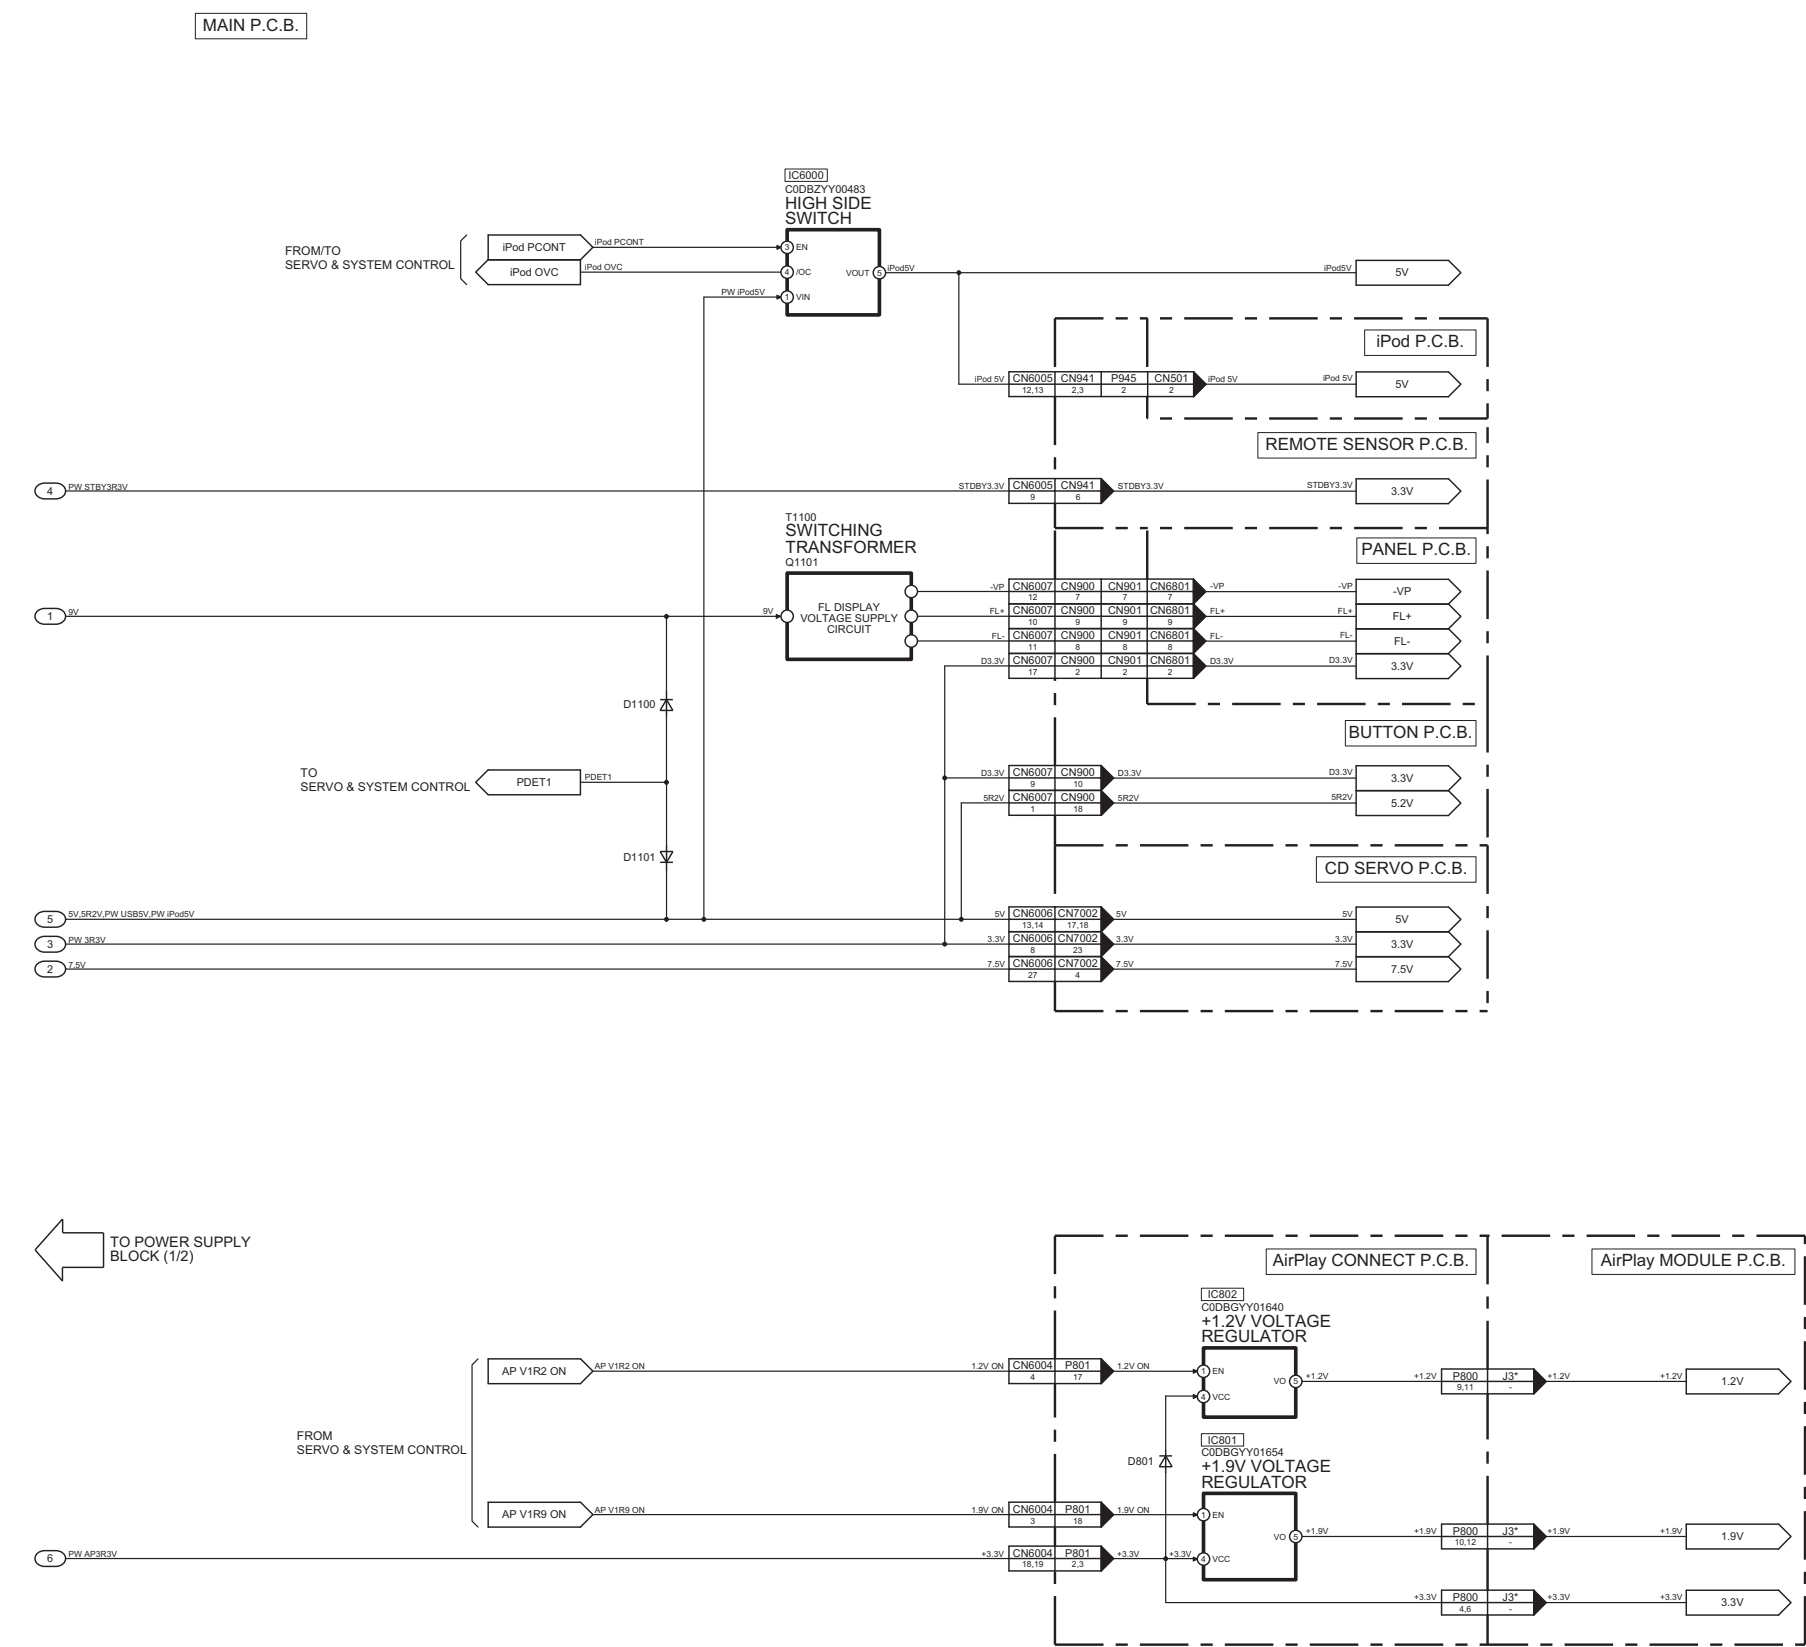 MAIN P.C.B.
IC6000
C0DBZYY00483
HIGH SIDE
SWITCH
FROM/TO
SERVO & SYSTEM CONTROL
iPod PCONT
iPod PCONT
3
EN
iPod OVC
iPod OVC
4
/OC
VOUT
5
iPod5V
iPod5V
5V
PW iPod5V
1
VIN
iPod P.C.B.
iPod 5V
CN6005
CN941
P945
CN501
iPod 5V
iPod 5V
5V
12,13
2,3
2
2
REMOTE SENSOR P.C.B.
4
PW STBY3R3V
STDBY3.3V
CN6005
CN941
STDBY3.3V
STDBY3.3V
3.3V
9
6
T1100
SWITCHING
TRANSFORMER
Q1101
PANEL P.C.B.
-VP
CN6007
CN900
CN901
CN6801
-VP
-VP
-VP
12
7
7
7
1
9V
9V
FL DISPLAY
VOLTAGE SUPPLY
CIRCUIT
FL+
CN6007
CN900
CN901
CN6801
FL+
FL+
FL+
10
9
9
9
FL-
CN6007
CN900
CN901
CN6801
FL-
FL-
FL-
11
8
8
8
D3.3V
CN6007
CN900
CN901
CN6801
D3.3V
D3.3V
3.3V
17
2
2
2
D1100
BUTTON P.C.B.
TO
SERVO & SYSTEM CONTROL
PDET1
PDET1
D3.3V
CN6007
CN900
D3.3V
D3.3V
3.3V
9
10
5R2V
CN6007
CN900
5R2V
5R2V
5.2V
1
18
D1101
CD SERVO P.C.B.
5
5V,5R2V,PW USB5V,PW iPod5V
5V
CN6006
CN7002
5V
5V
5V
13,14
17,18
3
PW 3R3V
3.3V
CN6006
CN7002
3.3V
3.3V
3.3V
8
23
2
7.5V
7.5V
CN6006
CN7002
7.5V
7.5V
7.5V
27
4
TO POWER SUPPLY
BLOCK (1/2)
AirPlay CONNECT P.C.B.
AirPlay MODULE P.C.B.
IC802
C0DBGYY01640
+1.2V VOLTAGE
REGULATOR
AP V1R2 ON
AP V1R2 ON
1.2V ON
CN6004
P801
1.2V ON
4
17
1
EN
4
VCC
VO
5
+1.2V
+1.2V
P800
J3*
+1.2V
+1.2V
1.2V
9,11
-
FROM
SERVO & SYSTEM CONTROL
D801
IC801
C0DBGYY01654
+1.9V VOLTAGE
REGULATOR
AP V1R9 ON
AP V1R9 ON
1.9V ON
CN6004
P801
1.9V ON
3
18
1
EN
VO
5
+1.9V
+1.9V
P800
J3*
+1.9V
+1.9V
1.9V
10,12
-
6
PW AP3R3V
+3.3V
CN6004
P801
+3.3V
+3.3V
4
VCC
18,19
2,3
+3.3V
P800
J3*
+3.3V
+3.3V
3.3V
4,6
-